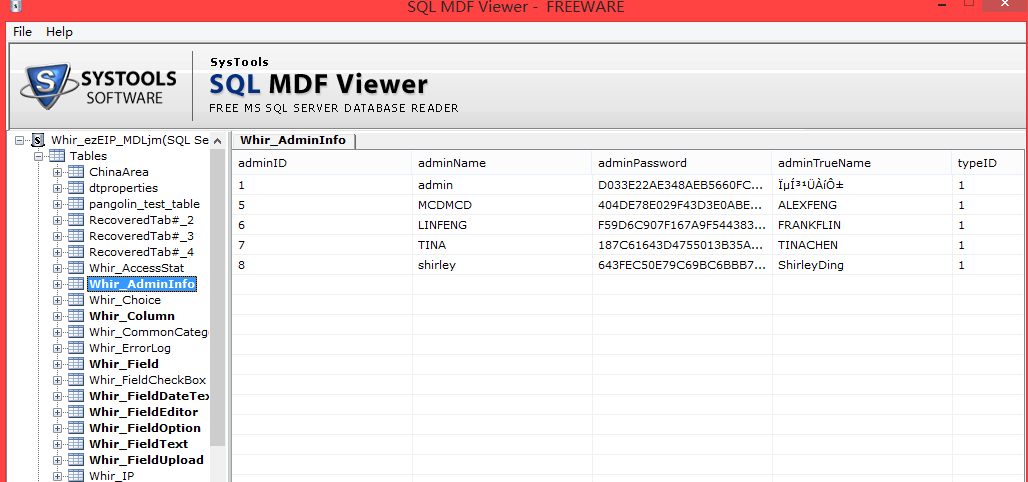 SQL MDF Viewer - FREEWARE
File Help
SYSTOOLS
SOFTWARE
SysTools
SQL MDF Viewer
FREE MS SQL SERVER DATABASE READER
Whir_ezEIP_MDLjm(SQL Se
Tables
ChinaArea
dtproperties
pangolin_test_table
RecoveredTab#_2
RecoveredTab#_3
RecoveredTab#_4
Whir_AccessStat
Whir_AdminInfo
Whir_Choice
Whir_Column
Whir_CommonCateg
Whir_ErrorLog
Whir_Field
Whir_FieldCheckBox
Whir_FieldDateTex
Whir_FieldEditor
Whir_FieldOption
Whir_FieldText
Whir_FieldUpload
Whir_IP
Whir_AdminInfo
adminID adminName adminPassword adminTrueName typeID
1 admin D033E22AE348AEB5660FC... ÏµÍ³¹ÜÀíÔ± 1
5 MCDMCD 404DE78E029F43D3E0ABE... ALEXFENG 1
6 LINFENG F59D6C907F167A9F544383... FRANKFLIN 1
7 TINA 187C61643D4755013B35A... TINACHEN 1
8 shirley 643FEC50E79C69BC6BBB7... ShirleyDing 1